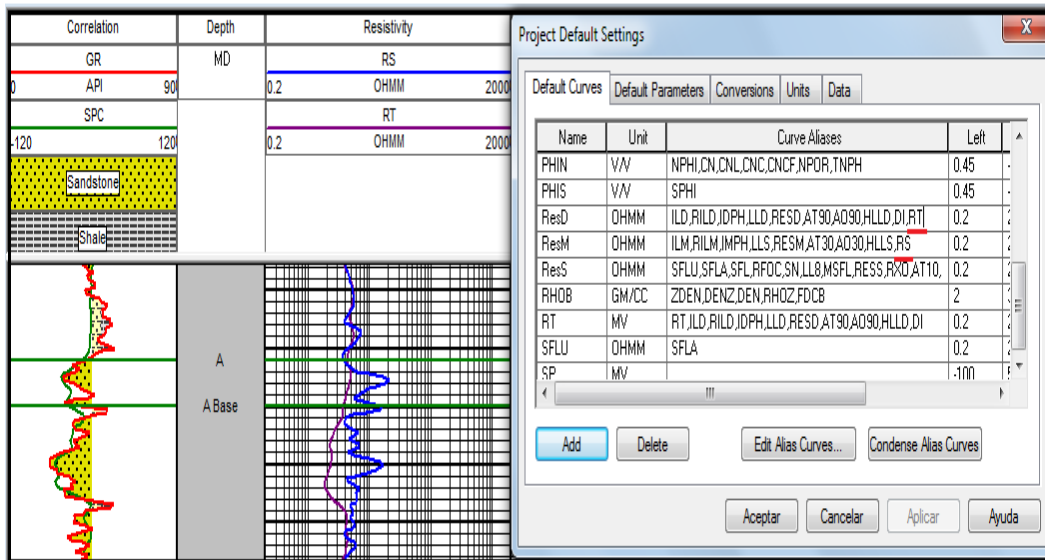 Correlation Depth Resistivity
GR MD RS
0 API 90 0.2 OHMM 2000
SPC RT
-120 120 0.2 OHMM 2000
Sandstone
Shale
A
A Base
Project Default Settings
X
Default Curves Default Parameters Conversions Units Data
Name Unit Curve Aliases Left
PHIN V/V NPHI,CN,CNL,CNC,CNCF,NPOR,TNPH 0.45
PHIS V/V SPHI 0.45
ResD OHMM ILD,RILD,IDPH,LLD,RESD,AT90,AO90,HLLD,DI,RT 0.2
ResM OHMM ILM,RILM,IMPH,LLS,RESM,AT30,AO30,HLLS,RS 0.2
ResS OHMM SFLU,SFLA,SFL,RFOC,SN,LL8,MSFL,RESS,RXO,AT10, 0.2
RHOB GM/CC ZDEN,DENZ,DEN,RHOZ,FDCB 2
RT MV RT,ILD,RILD,IDPH,LLD,RESD,AT90,AO90,HLLD,DI 0.2
SFLU OHMM SFLA 0.2
SP MV -100
Add Delete Edit Alias Curves... Condense Alias Curves
Aceptar Cancelar Aplicar Ayuda